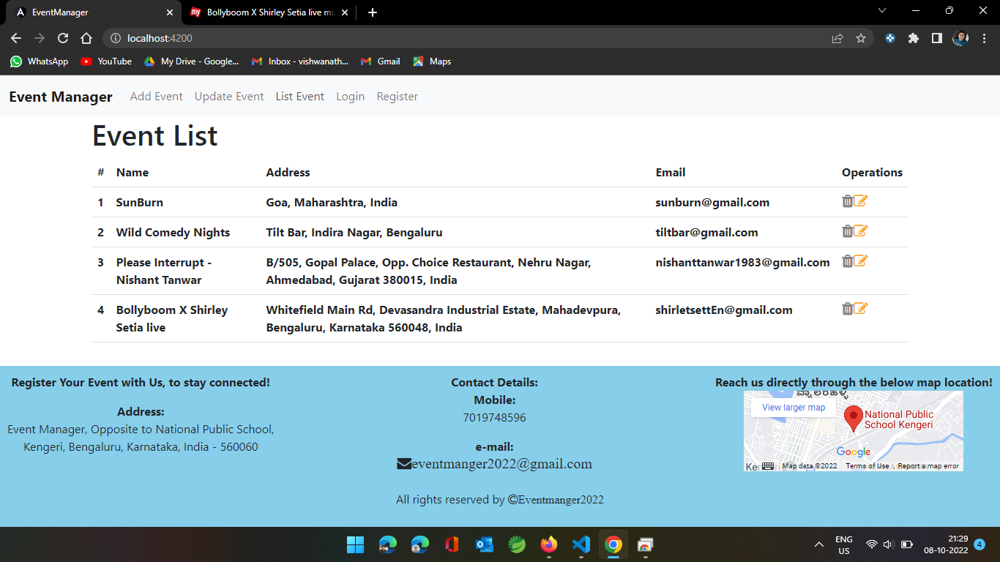 EventManager
Bollyboom X Shirley Setia live mu
localhost:4200
WhatsApp YouTube My Drive - Google... Inbox - vishwanath... Gmail Maps
Event Manager Add Event Update Event List Event Login Register
Event List
# Name Address Email Operations
1 SunBurn Goa, Maharashtra, India sunburn@gmail.com
2 Wild Comedy Nights Tilt Bar, Indira Nagar, Bengaluru tiltbar@gmail.com
3 Please Interrupt - B/505, Gopal Palace, Opp. Choice Restaurant, Nehru Nagar, nishanttanwar1983@gmail.com
Nishant Tanwar Ahmedabad, Gujarat 380015, India
4 Bollyboom X Shirley Whitefield Main Rd, Devasandra Industrial Estate, Mahadevpura, shirletsettEn@gmail.com
Setia live Bengaluru, Karnataka 560048, India
Register Your Event with Us, to stay connected!
Address:
Event Manager, Opposite to National Public School,
Kengeri, Bengaluru, Karnataka, India - 560060
Contact Details:
Mobile:
7019748596
e-mail:
eventmanger2022@gmail.com
All rights reserved by ©Eventmanger2022
Reach us directly through the below map location!
View larger map
National Public
School Kengeri
Google
Map data ©2022 Terms of Use Report a map error
ENG
US
21:29
08-10-2022
4